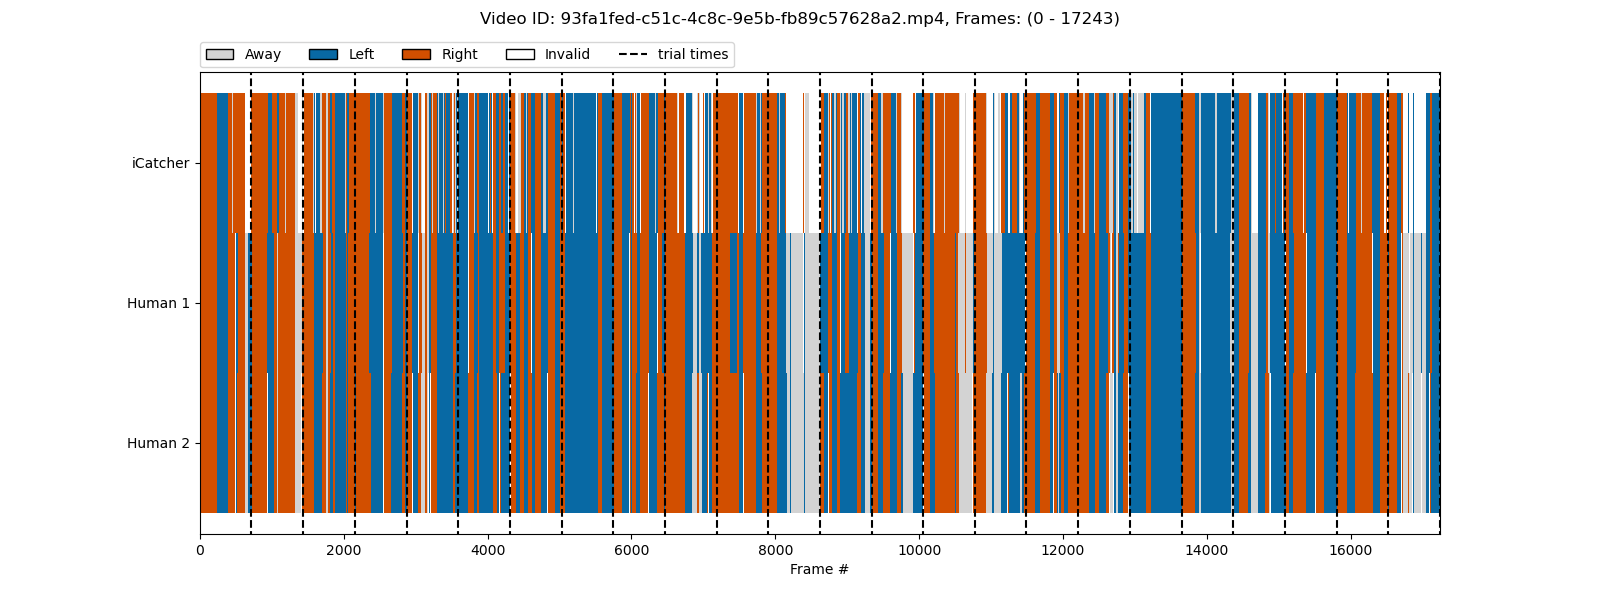 Video ID: 93fa1fed-c51c-4c8c-9e5b-fb89c57628a2.mp4, Frames: (0 - 17243)
Away Left Right Invalid trial times
iCatcher
Human 1
Human 2
0 2000 4000 6000 8000 10000 12000 14000 16000
Frame #